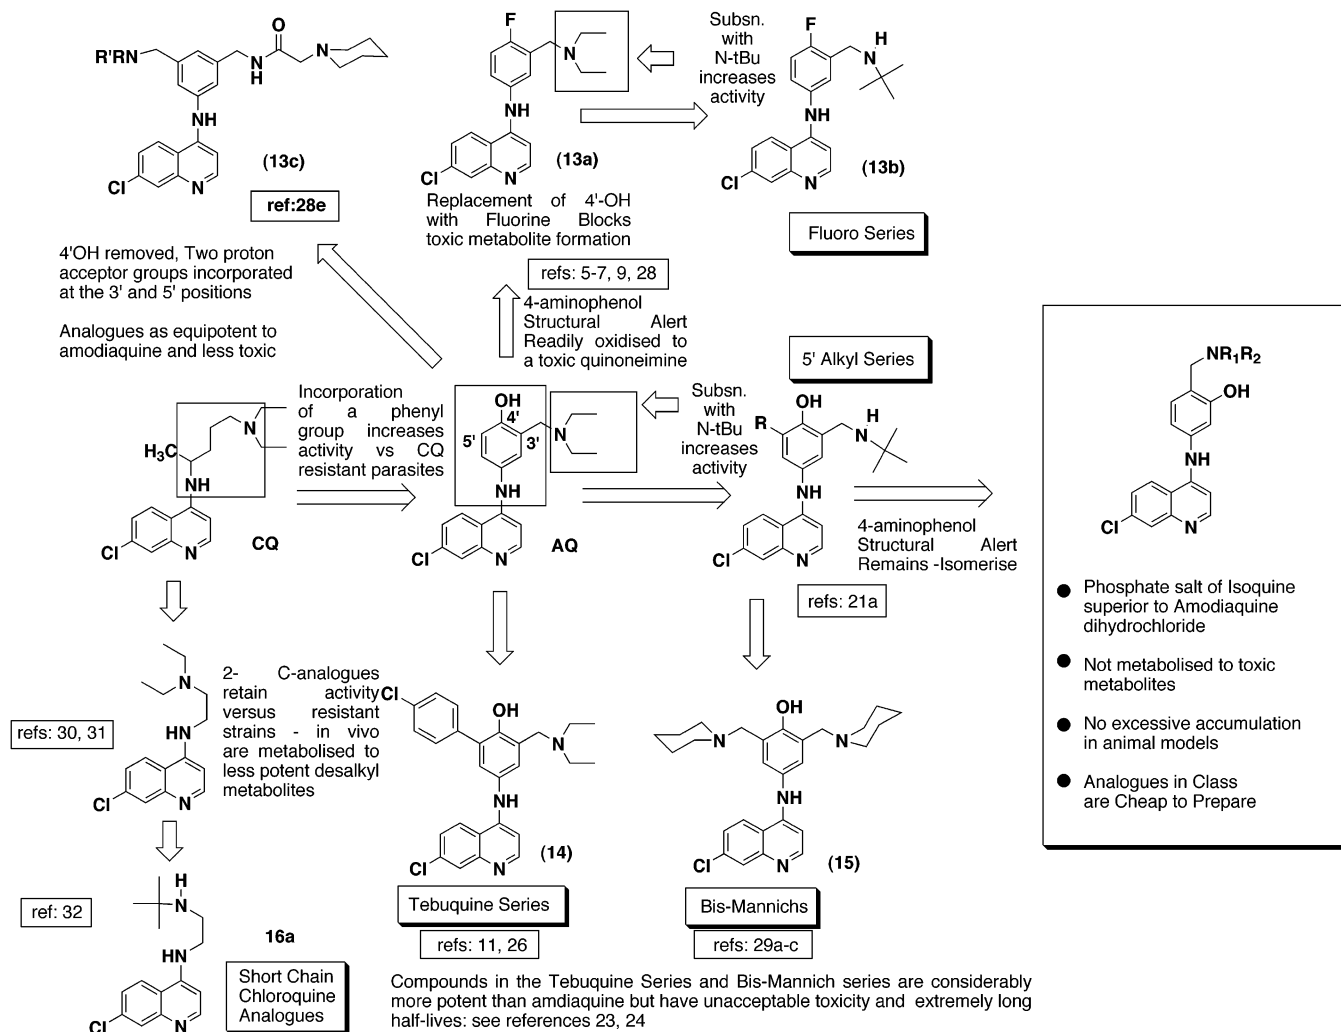 R'RN
O
N
N
H
NH
Cl
N
(13c)
ref:28e
F
N
NH
Cl
N
(13a)
Subsn.
with
N-tBu
increases
activity
F
H
N
NH
Cl
N
(13b)
Replacement of 4'-OH
with Fluorine Blocks
toxic metabolite formation
Fluoro Series
4'OH removed, Two proton
acceptor groups incorporated
at the 3' and 5' positions
Analogues as equipotent to
amodiaquine and less toxic
refs: 5-7, 9, 28
4-aminophenol
Structural Alert
Readily oxidised to
a toxic quinoneimine
5' Alkyl Series
H3C
N
NH
Cl
N
CQ
Incorporation
of a phenyl
group increases
activity vs CQ
resistant parasites
OH
4'
5'
3'
N
NH
Cl
N
AQ
Subsn.
with
N-tBu
increases
activity
OH
R
H
N
NH
Cl
N
4-aminophenol
Structural Alert
Remains -Isomerise
refs: 21a
NR1R2
OH
NH
Cl
N
Phosphate salt of Isoquine
superior to Amodiaquine
dihydrochloride
Not metabolised to toxic
metabolites
No excessive accumulation
in animal models
Analogues in Class
are Cheap to Prepare
refs: 30, 31
N
HN
Cl
N
2- C-analogues
retain activity
versus resistant
strains - in vivo
are metabolised to
less potent desalkyl
metabolites
Cl
OH
N
NH
Cl
N
(14)
Tebuquine Series
refs: 11, 26
OH
N
N
NH
Cl
N
(15)
Bis-Mannichs
refs: 29a-c
ref: 32
H
N
HN
Cl
N
16a
Short Chain
Chloroquine
Analogues
Compounds in the Tebuquine Series and Bis-Mannich series are considerably
more potent than amdiaquine but have unacceptable toxicity and extremely long
half-lives: see references 23, 24